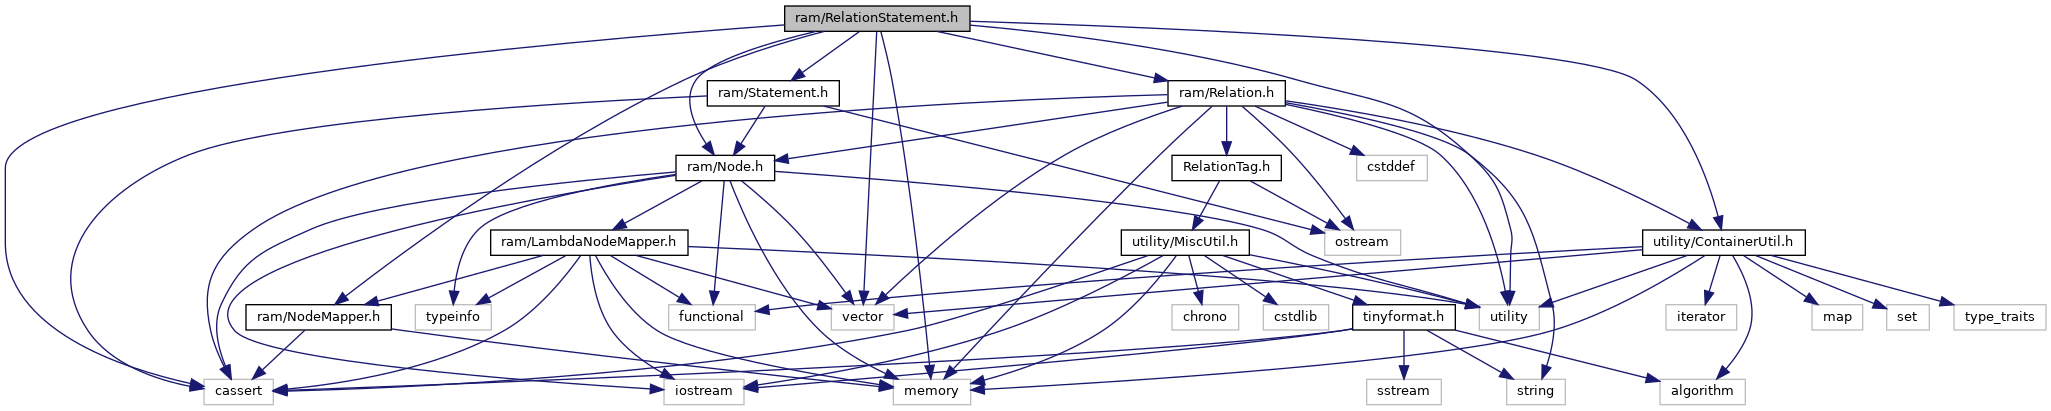 ram/RelationStatement.h
ram/Statement.h
ram/Relation.h
ram/Node.h
RelationTag.h
cstddef
ram/LambdaNodeMapper.h
utility/MiscUtil.h
ostream
utility/ContainerUtil.h
ram/NodeMapper.h
typeinfo
functional
vector
chrono
cstdlib
tinyformat.h
utility
iterator
map
set
type_traits
cassert
iostream
memory
sstream
string
algorithm